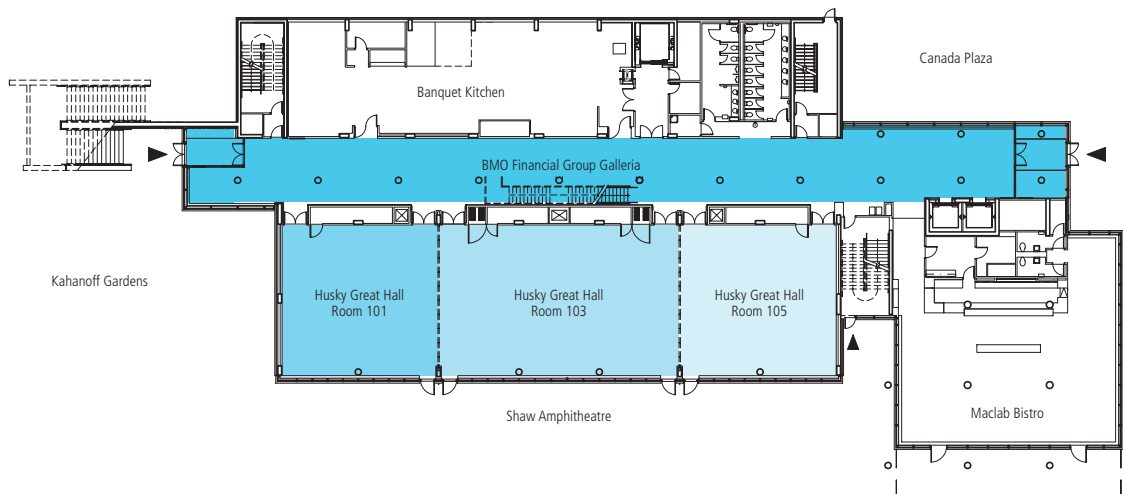 Canada Plaza
Banquet Kitchen
BMO Financial Group Galleria
Kahanoff Gardens
Husky Great Hall
Room 101
Husky Great Hall
Room 103
Husky Great Hall
Room 105
Shaw Amphitheatre
Maclab Bistro